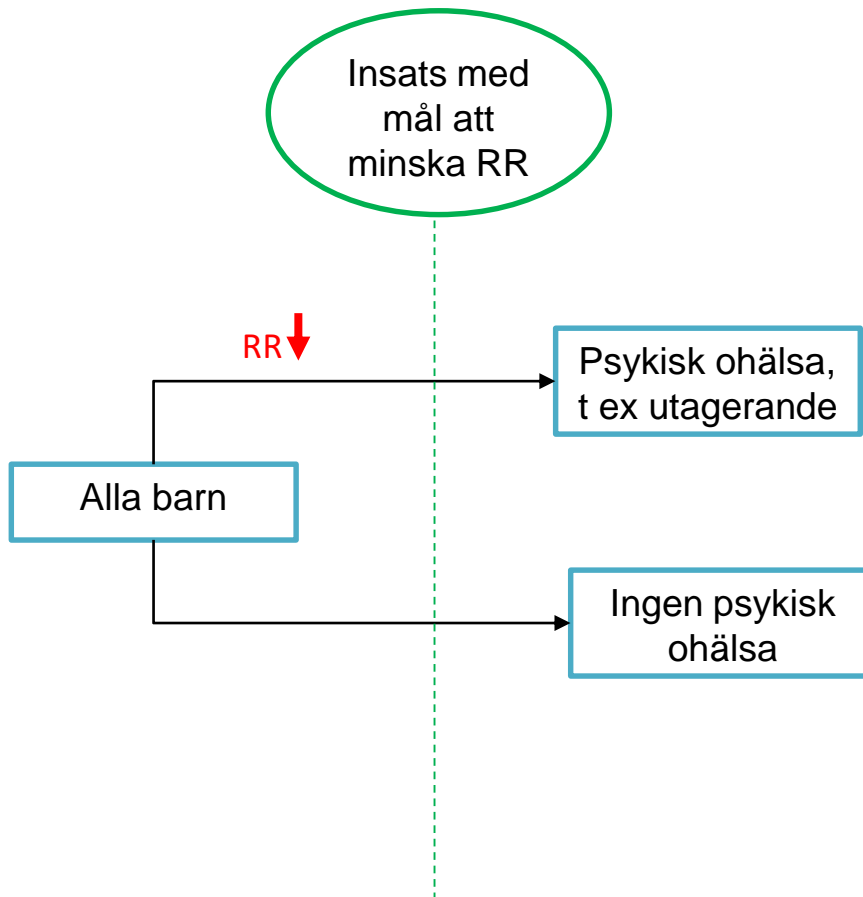 Insats med
mål att
minska RR
RR
Psykisk ohälsa,
t ex utagerande
Alla barn
Ingen psykisk
ohälsa